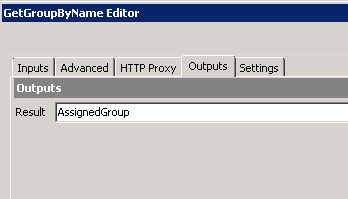 GetGroupByName Editor
Inputs Advanced HTTP Proxy Outputs Settings
Outputs
Result AssignedGroup